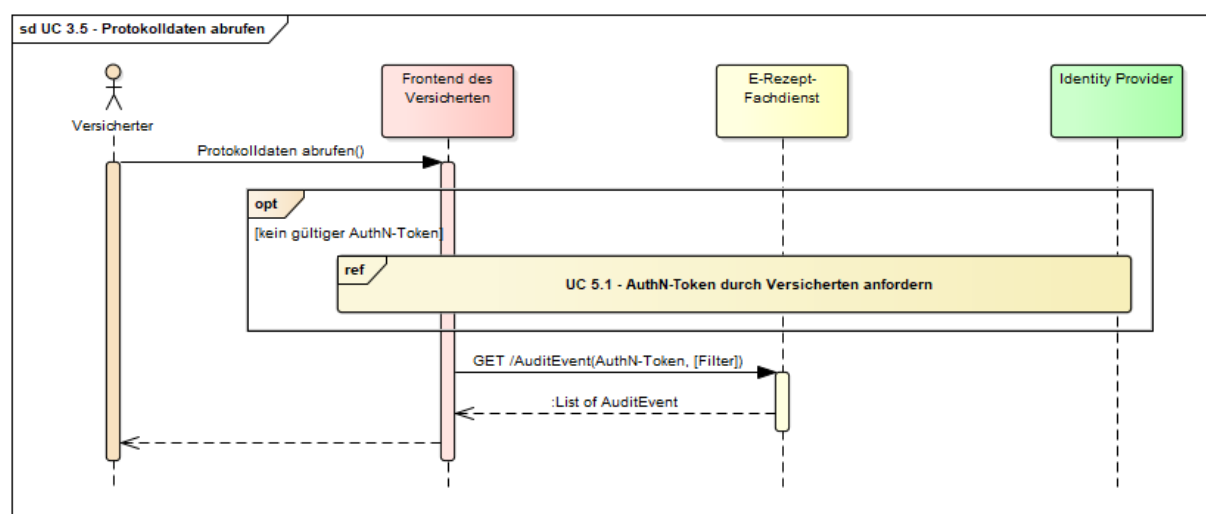 sd UC 3.5 - Protokolldaten abrufen
Versicherter
Frontend des
Versicherten
E-Rezept-
Fachdienst
Identity Provider
Protokolldaten abrufen()
opt
[kein gültiger AuthN-Token]
ref
UC 5.1 - AuthN-Token durch Versicherten anfordern
GET /AuditEvent(AuthN-Token, [Filter])
:List of AuditEvent